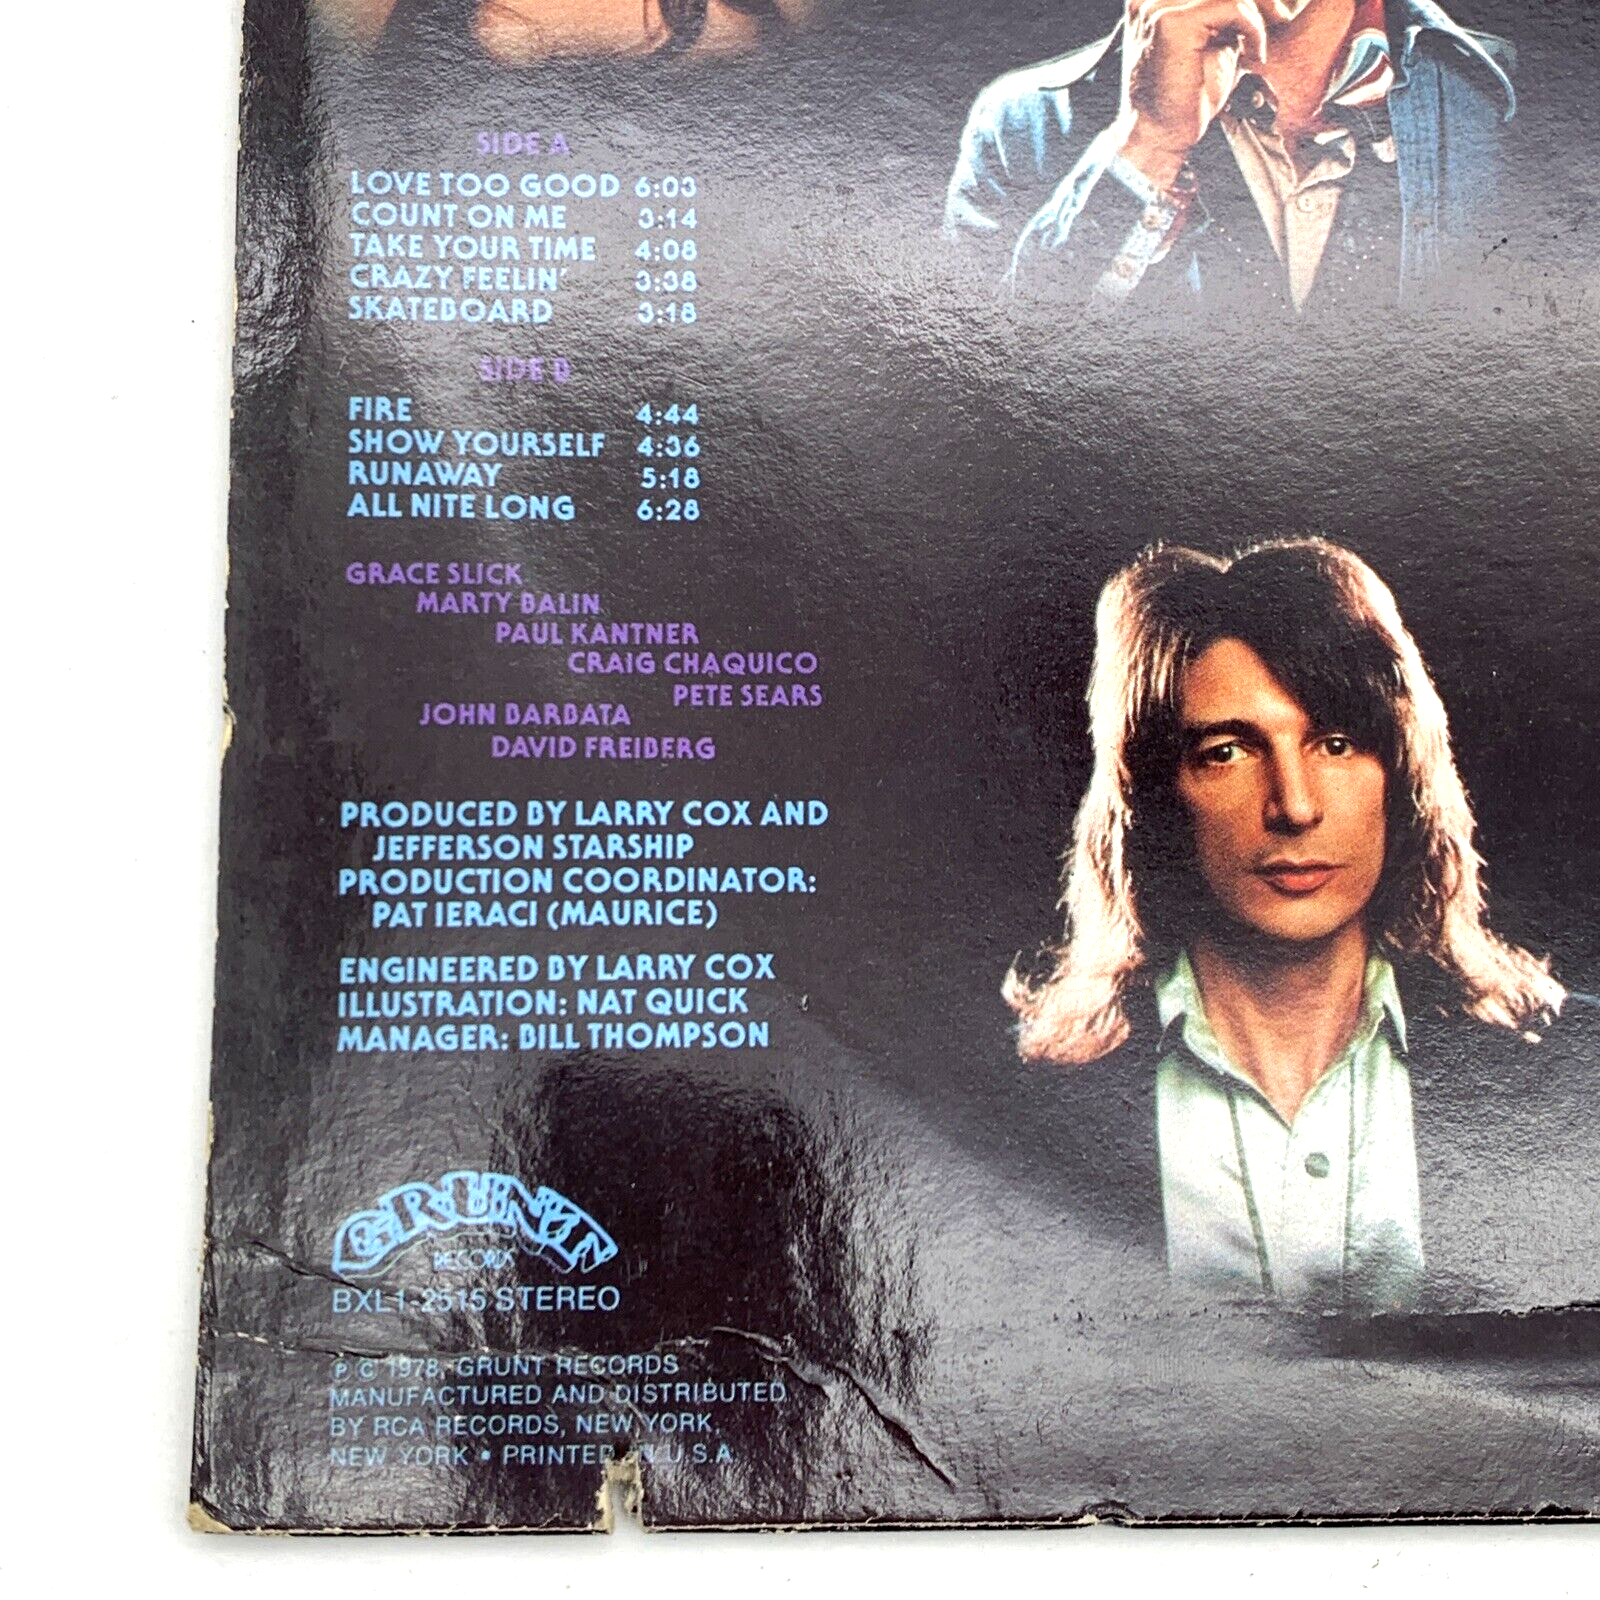 SIDE A
LOVE TOO GOOD 6:03
COUNT ON ME 3:14
TAKE YOUR TIME 4:08
CRAZY FEELIN' 3:38
SKATEBOARD 3:18
SIDE B
FIRE 4:44
SHOW YOURSELF 4:36
RUNAWAY 5:18
ALL NITE LONG 6:28
GRACE SLICK
MARTY BALIN
PAUL KANTNER
CRAIG CHAQUICO
PETE SEARS
JOHN BARBATA
DAVID FREIBERG
PRODUCED BY LARRY COX AND
JEFFERSON STARSHIP
PRODUCTION COORDINATOR:
PAT IERACI (MAURICE)
ENGINEERED BY LARRY COX
ILLUSTRATION: NAT QUICK
MANAGER: BILL THOMPSON
GRUNT
RECORDS
BXL1-2515 STEREO
℗ © 1978, GRUNT RECORDS
MANUFACTURED AND DISTRIBUTED
BY RCA RECORDS, NEW YORK,
NEW YORK • PRINTED IN U.S.A